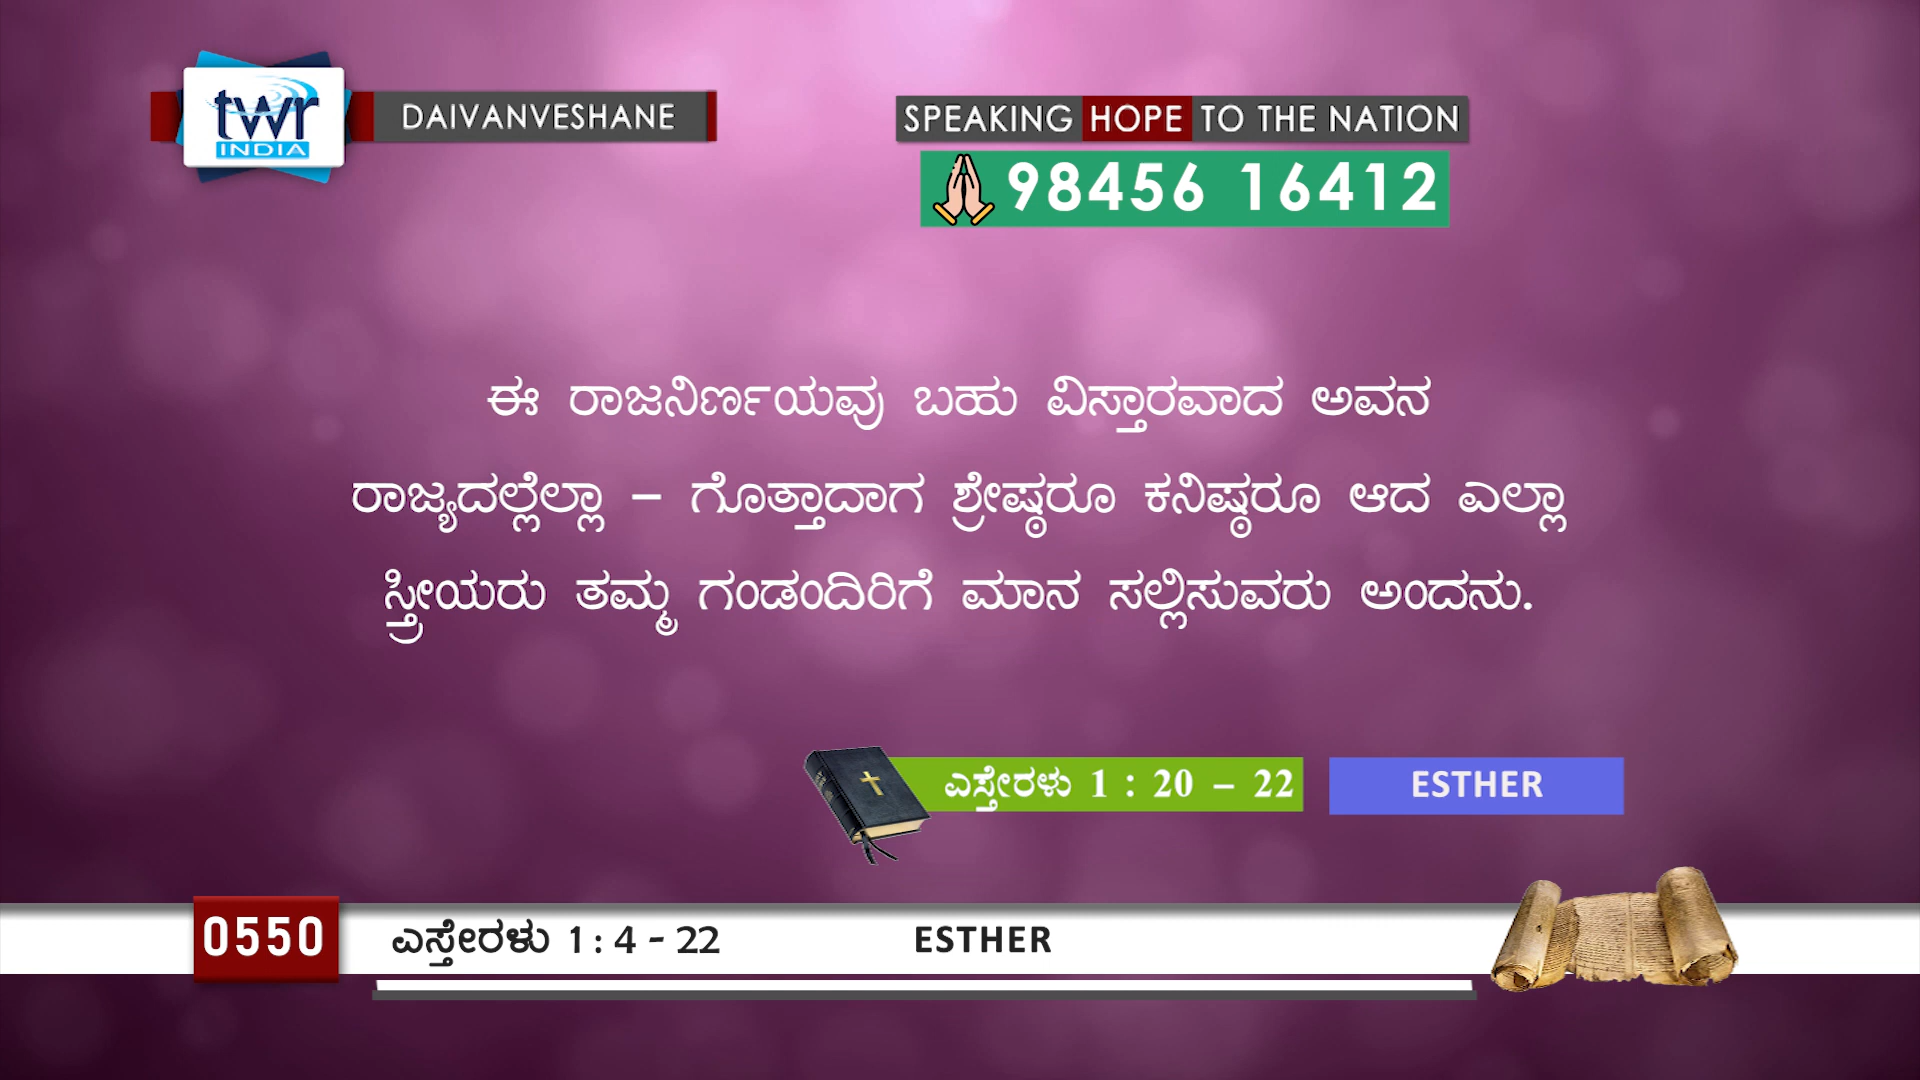 twr
INDIA
DAIVANVESHANE
SPEAKING HOPE TO THE NATION
98456 16412
ಈ ರಾಜನಿರ್ಣಯವು ಬಹು ವಿಸ್ತಾರವಾದ ಅವನ
ರಾಜ್ಯದಲ್ಲೆಲ್ಲಾ – ಗೊತ್ತಾದಾಗ ಶ್ರೇಷ್ಠರೂ ಕನಿಷ್ಠರೂ ಆದ ಎಲ್ಲಾ
ಸ್ತ್ರೀಯರು ತಮ್ಮ ಗಂಡಂದಿರಿಗೆ ಮಾನ ಸಲ್ಲಿಸುವರು ಅಂದನು.
ಎಸ್ತೇರಳು 1 : 20 – 22
ESTHER
0550
ಎಸ್ತೇರಳು 1 : 4 - 22
ESTHER